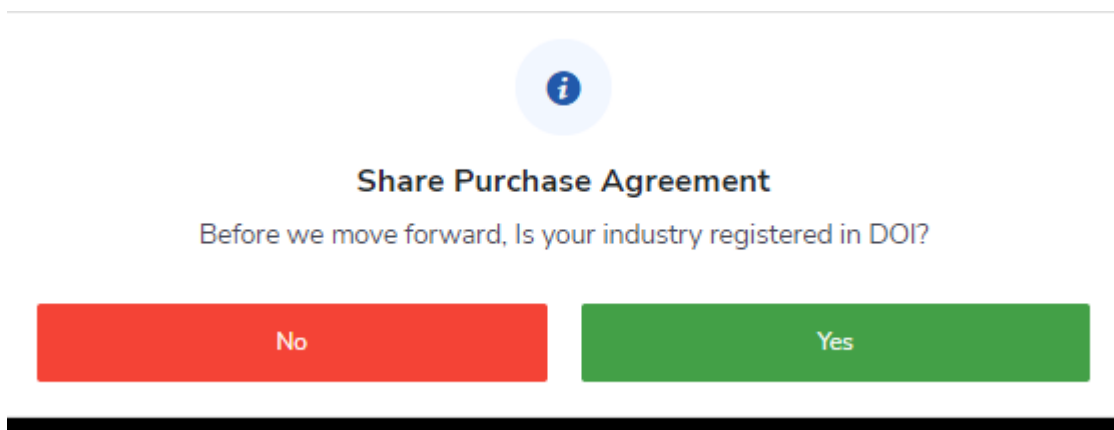 Share Purchase Agreement
Before we move forward, Is your industry registered in DOI?
No
Yes